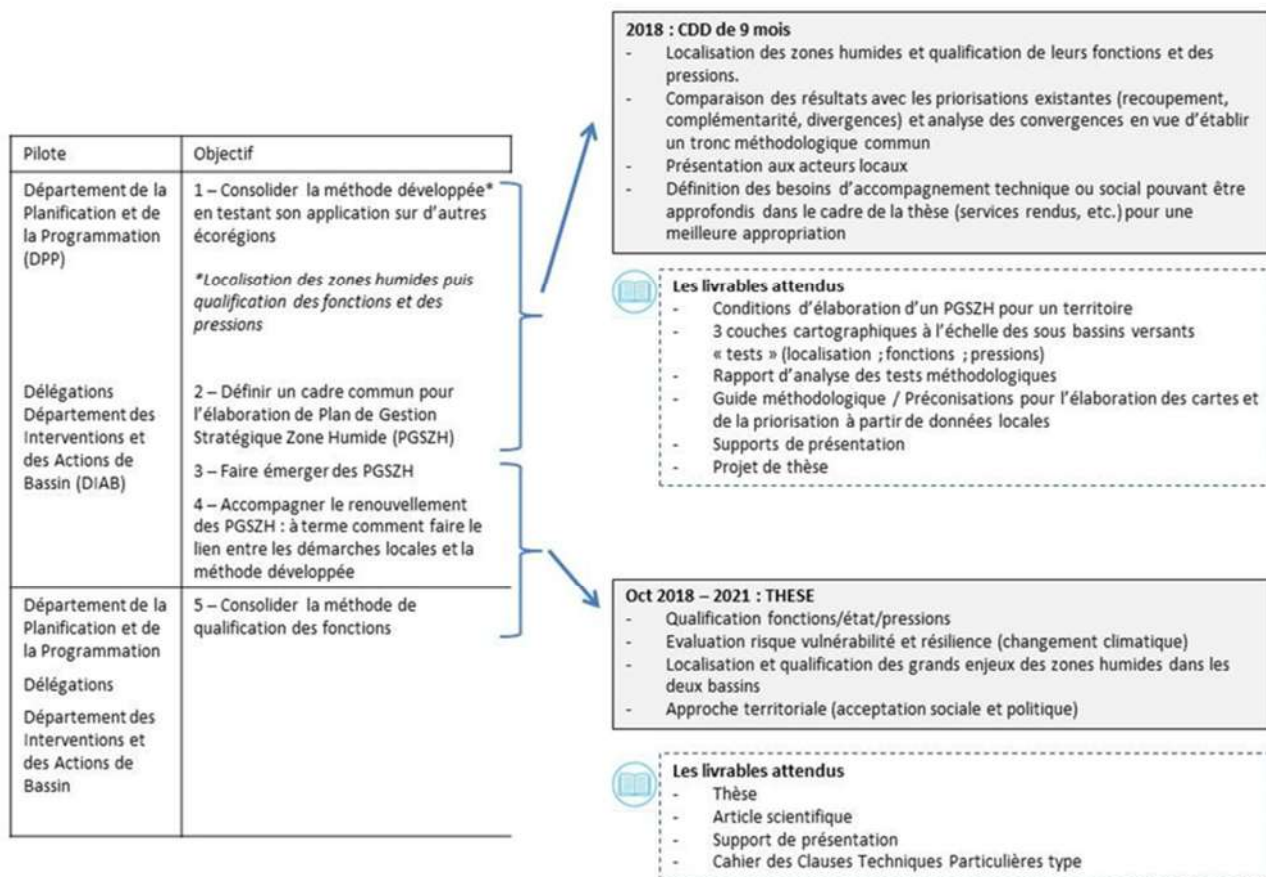 Pilote
Objectif
Département de la
Planification et de
la Programmation
(DPP)
1 – Consolider la méthode développée*
en testant son application sur d'autres
écorégions
*Localisation des zones humides puis
qualification des fonctions et des
pressions
Délégations
Département des
Interventions et
des Actions de
Bassin (DIAB)
2 – Définir un cadre commun pour
l'élaboration de Plan de Gestion
Stratégique Zone Humide (PGSZH)
3 – Faire émerger des PGSZH
4 – Accompagner le renouvellement
des PGSZH : à terme comment faire le
lien entre les démarches locales et la
méthode développée
Département de la
Planification et de
la Programmation
Délégations
Département des
Interventions et
des Actions de
Bassin
5 – Consolider la méthode de
qualification des fonctions
2018 : CDD de 9 mois
- Localisation des zones humides et qualification de leurs fonctions et des
pressions.
- Comparaison des résultats avec les priorisations existantes (recoupement,
complémentarité, divergences) et analyse des convergences en vue d'établir
un tronc méthodologique commun
- Présentation aux acteurs locaux
- Définition des besoins d'accompagnement technique ou social pouvant être
approfondis dans le cadre de la thèse (services rendus, etc.) pour une
meilleure appropriation
Les livrables attendus
- Conditions d'élaboration d'un PGSZH pour un territoire
- 3 couches cartographiques à l'échelle des sous bassins versants
« tests » (localisation ; fonctions ; pressions)
- Rapport d'analyse des tests méthodologiques
- Guide méthodologique / Préconisations pour l'élaboration des cartes et
de la priorisation à partir de données locales
- Supports de présentation
- Projet de thèse
Oct 2018 – 2021 : THESE
- Qualification fonctions/état/pressions
- Evaluation risque vulnérabilité et résilience (changement climatique)
- Localisation et qualification des grands enjeux des zones humides dans les
deux bassins
- Approche territoriale (acceptation sociale et politique)
Les livrables attendus
- Thèse
- Article scientifique
- Support de présentation
- Cahier des Clauses Techniques Particulières type